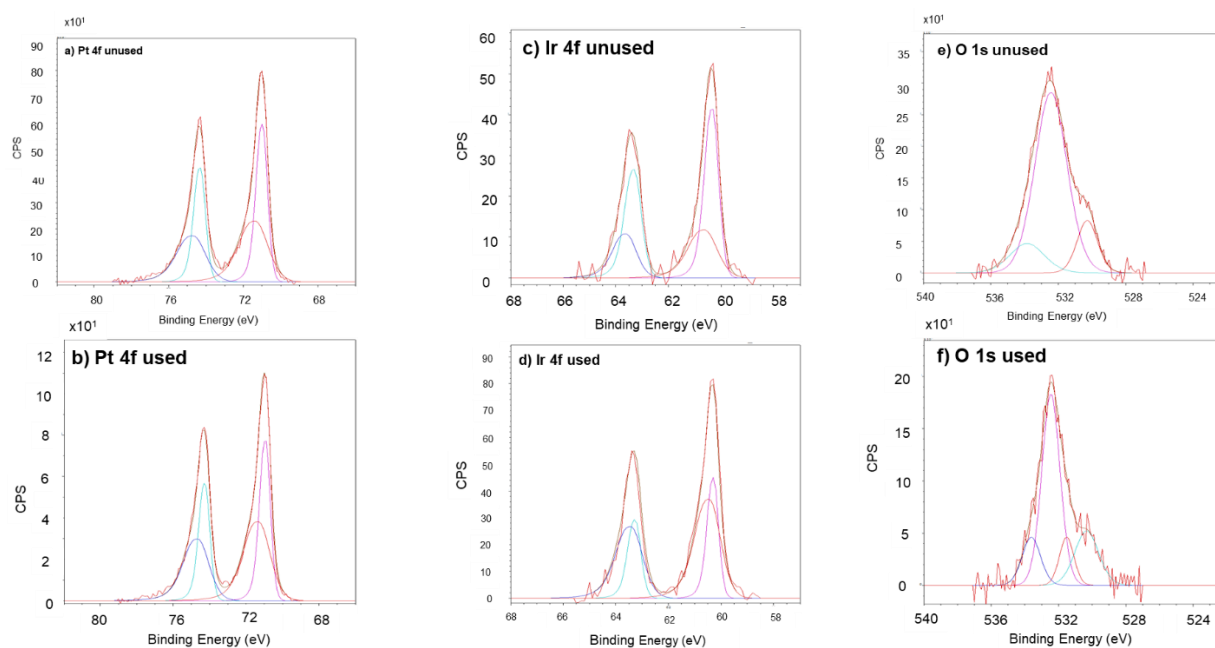 x10¹
a) Pt 4f unused
90
80
70
60
50
40
30
20
10
0
CPS
80 76 72 68
Binding Energy (eV)
c) Ir 4f unused
60
50
40
30
20
10
0
CPS
68 66 64 62 60 58
Binding Energy (eV)
x10¹
e) O 1s unused
35
30
25
20
15
10
5
0
CPS
540 536 532 528 524
Binding Energy (eV)
x10¹
b) Pt 4f used
12
10
8
6
4
2
0
CPS
80 76 72 68
Binding Energy (eV)
d) Ir 4f used
90
80
70
60
50
40
30
20
10
0
CPS
68 66 64 62 60 58
Binding Energy (eV)
x10¹
f) O 1s used
20
15
10
5
0
CPS
540 536 532 528 524
Binding Energy (eV)